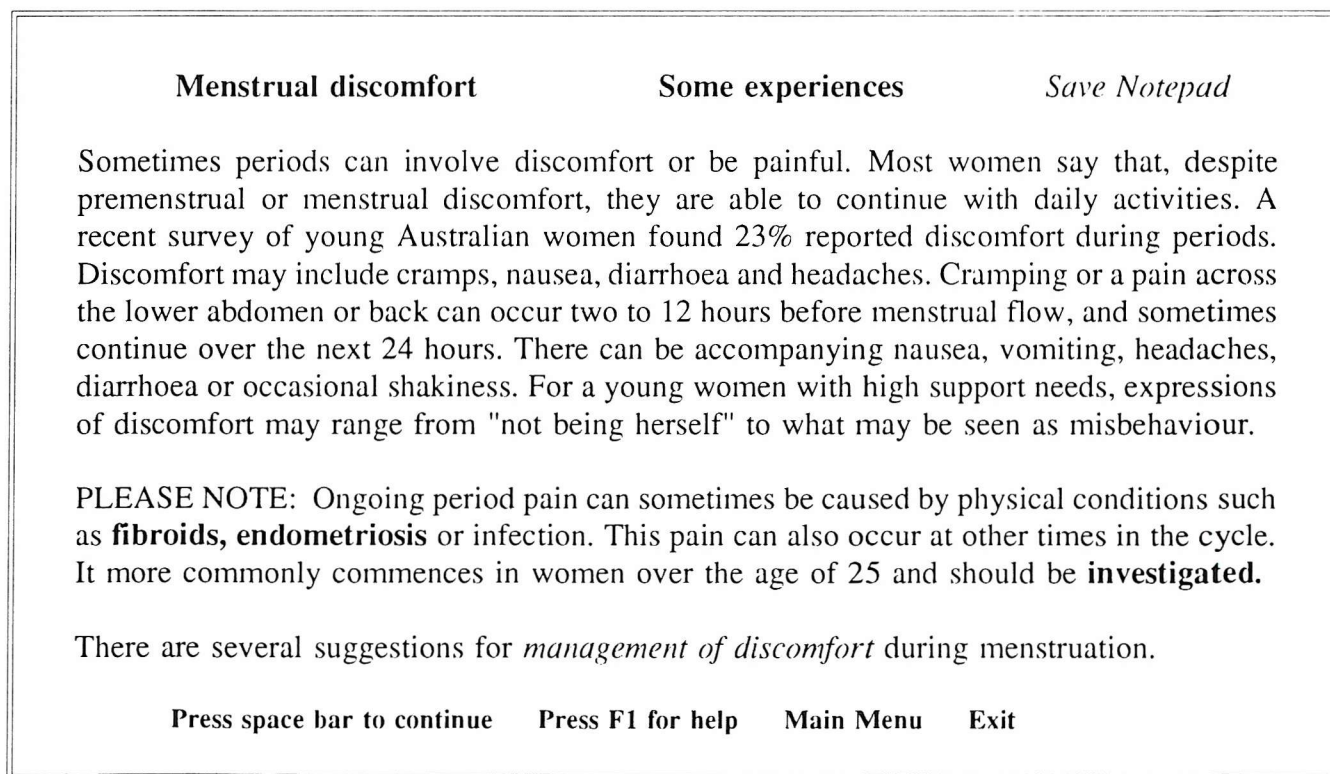 Menstrual discomfort Some experiences Save Notepad
Sometimes periods can involve discomfort or be painful. Most women say that, despite
premenstrual or menstrual discomfort, they are able to continue with daily activities. A
recent survey of young Australian women found 23% reported discomfort during periods.
Discomfort may include cramps, nausea, diarrhoea and headaches. Cramping or a pain across
the lower abdomen or back can occur two to 12 hours before menstrual flow, and sometimes
continue over the next 24 hours. There can be accompanying nausea, vomiting, headaches,
diarrhoea or occasional shakiness. For a young women with high support needs, expressions
of discomfort may range from "not being herself" to what may be seen as misbehaviour.
PLEASE NOTE: Ongoing period pain can sometimes be caused by physical conditions such
as fibroids, endometriosis or infection. This pain can also occur at other times in the cycle.
It more commonly commences in women over the age of 25 and should be investigated.
There are several suggestions for management of discomfort during menstruation.
Press space bar to continue Press F1 for help Main Menu Exit